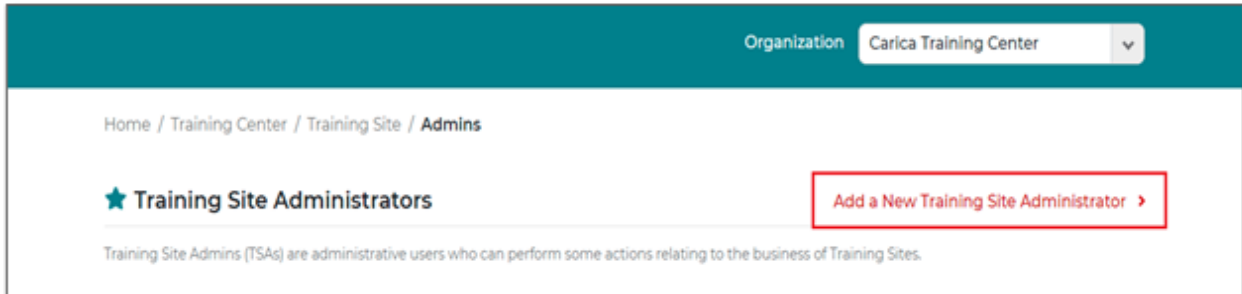 Organization Carica Training Center
Home / Training Center / Training Site / Admins
Training Site Administrators
Add a New Training Site Administrator >
Training Site Admins (TSAs) are administrative users who can perform some actions relating to the business of Training Sites.